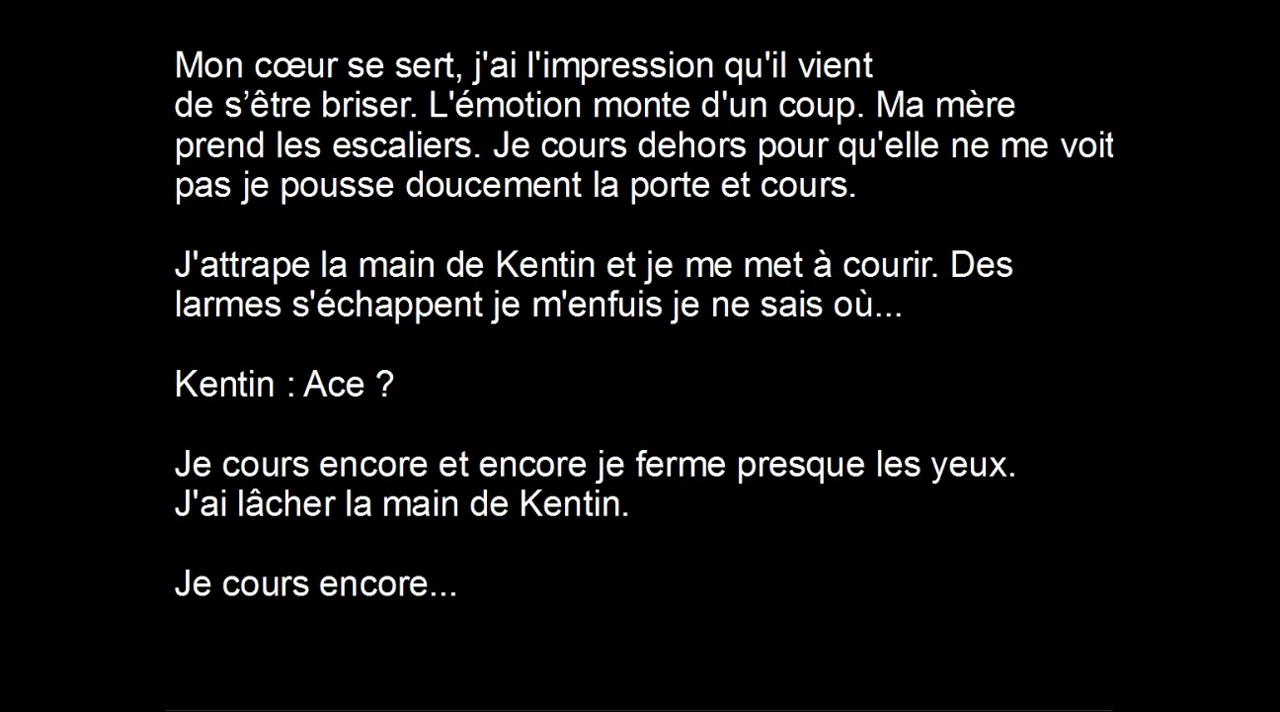 Mon cœur se sert, j'ai l'impression qu'il vient
de s’être briser. L'émotion monte d'un coup. Ma mère
prend les escaliers. Je cours dehors pour qu'elle ne me voit
pas je pousse doucement la porte et cours.
J'attrape la main de Kentin et je me met à courir. Des
larmes s'échappent je m'enfuis je ne sais où...
Kentin : Ace ?
Je cours encore et encore je ferme presque les yeux.
J'ai lâcher la main de Kentin.
Je cours encore...